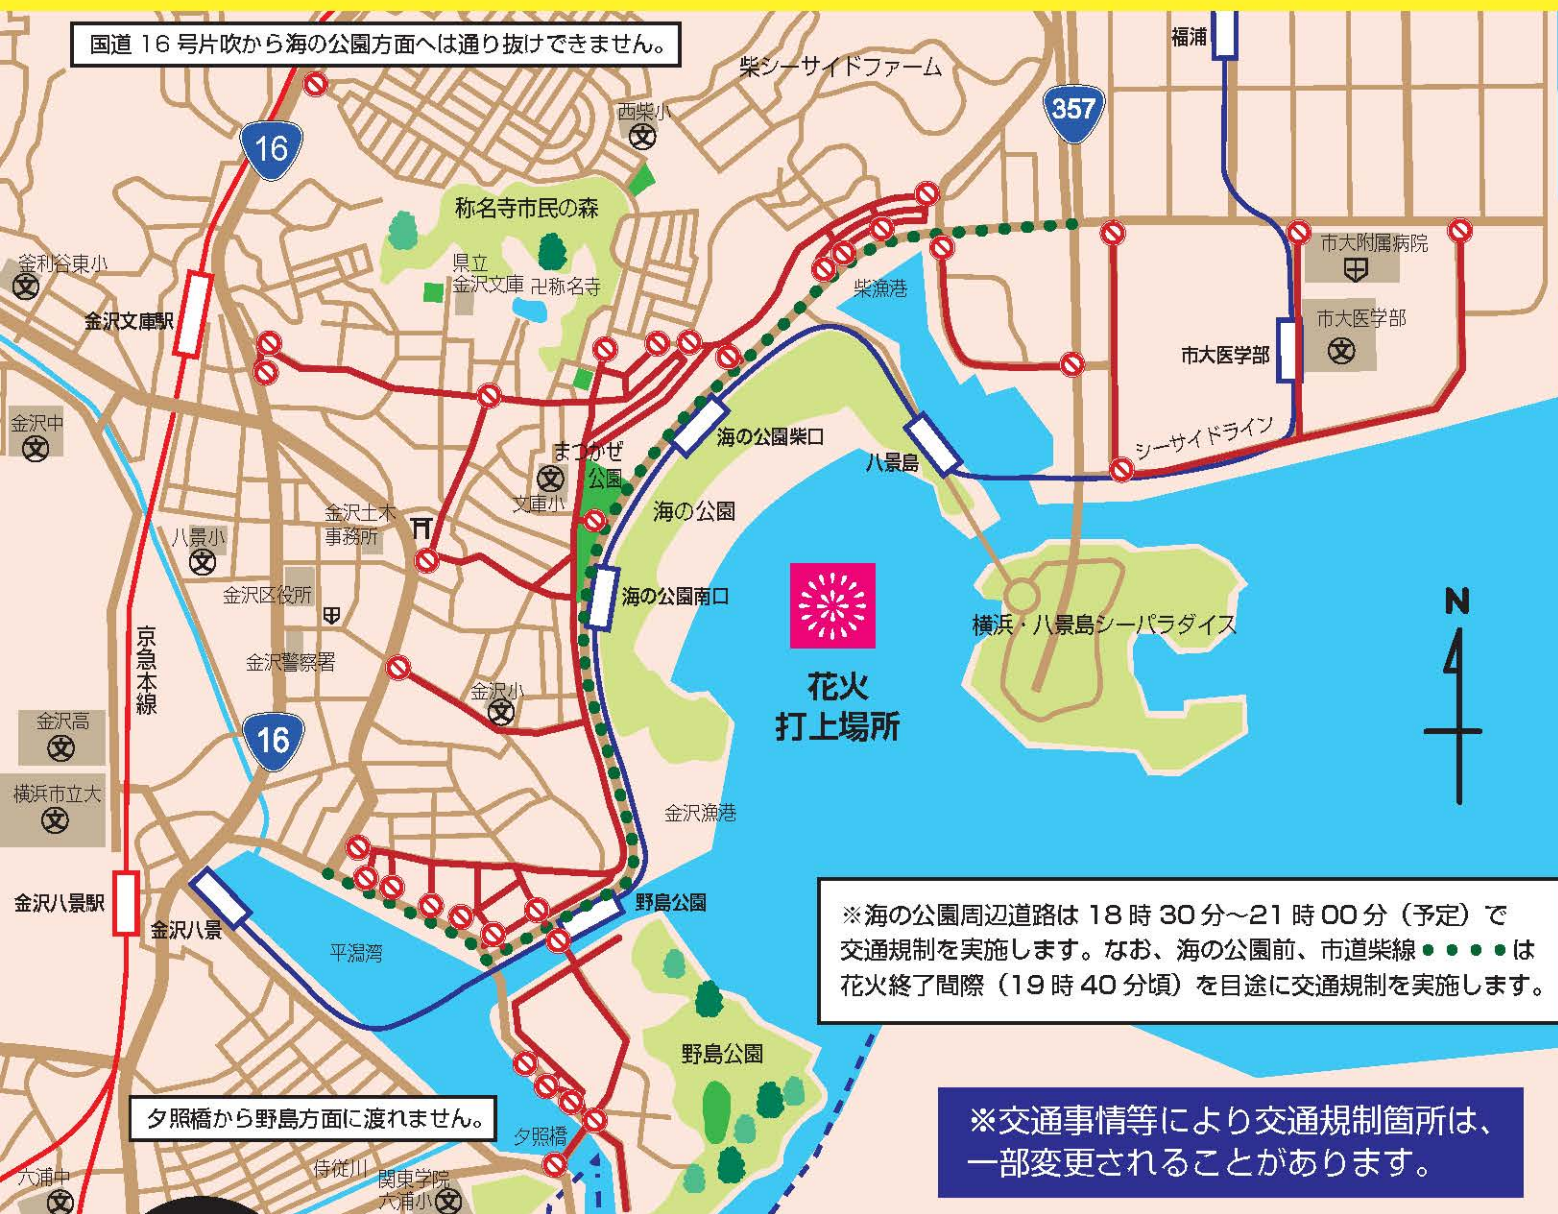 国道 16 号片吹から海の公園方面へは通り抜けできません。
福浦
柴シーサイドファーム
西柴小
文
357
16
称名寺市民の森
県立
金沢文庫
卍称名寺
釜利谷東小
文
金沢文庫駅
柴漁港
市大附属病院
市大医学部
文
市大医学部
金沢中
文
海の公園柴口
シーサイドライン
八景島
まつかぜ
公園
文
文庫小
海の公園
金沢土木
事務所
八景小
文
金沢区役所
海の公園南口
横浜・八景島シーパラダイス
N
京急本線
金沢警察署
金沢小
文
花火
打上場所
金沢高
文
16
横浜市立大
文
金沢漁港
金沢八景駅
金沢八景
野島公園
平潟湾
※海の公園周辺道路は 18 時 30 分～21 時 00 分（予定）で
交通規制を実施します。なお、海の公園前、市道柴線 ● ● ● ● は
花火終了間際（19 時 40 分頃）を目途に交通規制を実施します。
野島公園
夕照橋から野島方面に渡れません。
夕照橋
※交通事情等により交通規制箇所は、
一部変更されることがあります。
六浦中
文
侍従川
関東学院
六浦小
文